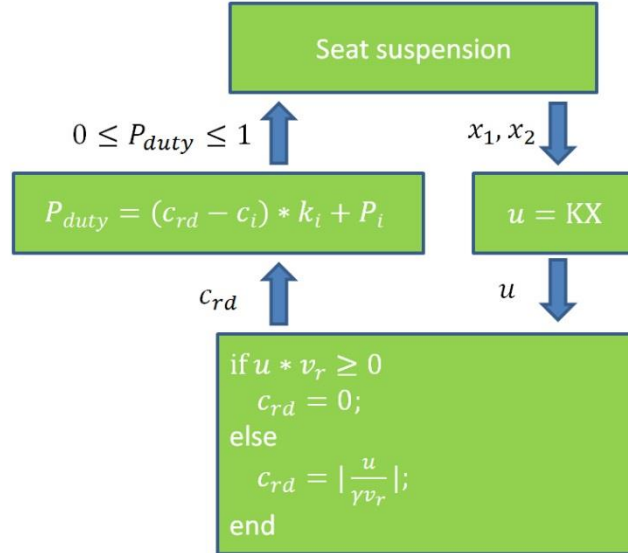 Seat suspension
0 ≤ P_duty ≤ 1
x_1, x_2
P_duty = (c_rd − c_i) * k_i + P_i
u = KX
c_rd
u
if u * v_r ≥ 0
c_rd = 0;
else
c_rd = |u/γv_r|;
end